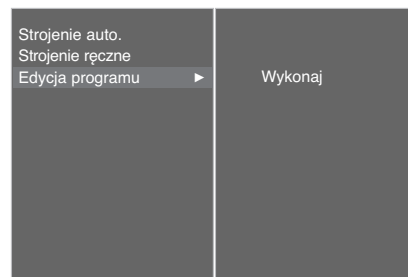 Strojenie auto.
Strojenie ręczne
Edycja programu ►
Wykonaj